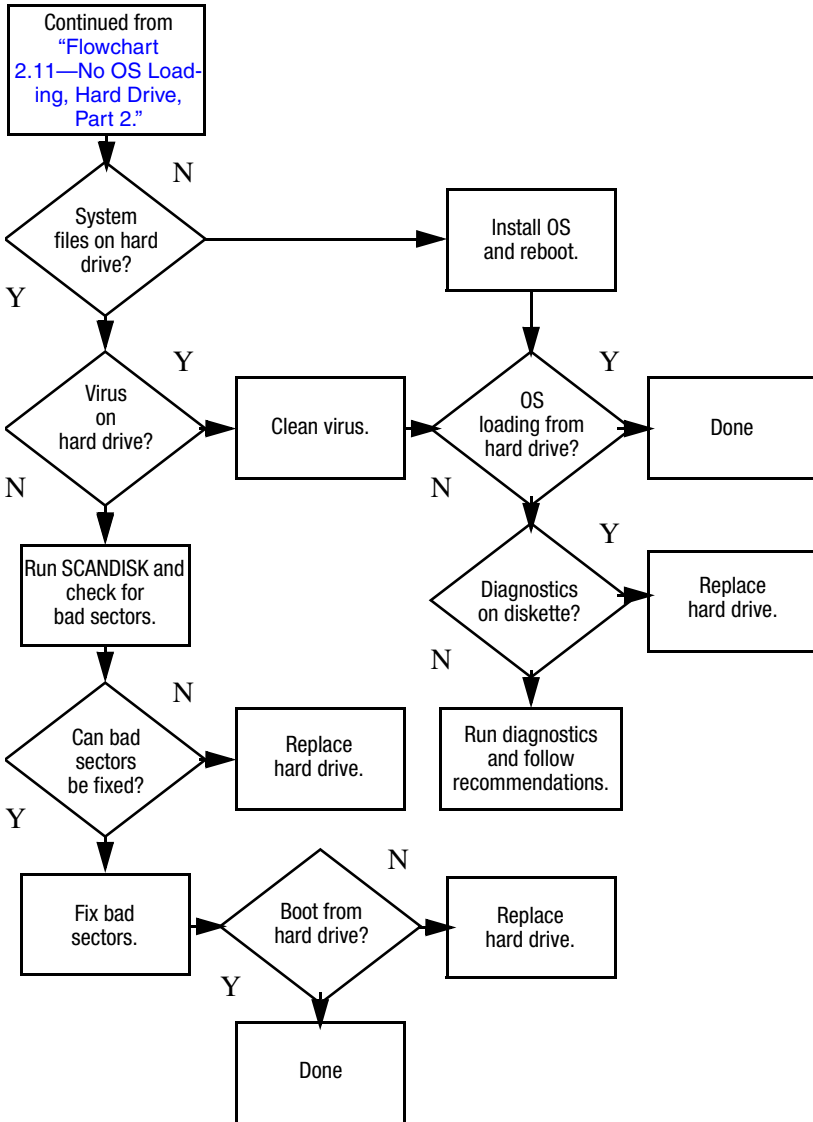 Continued from
“Flowchart
2.11—No OS Load-
ing, Hard Drive,
Part 2.”
N
System
files on hard
drive?
Install OS
and reboot.
Y
Y
Virus
on
hard drive?
Clean virus.
Y
OS
loading from
hard drive?
Done
N
N
Run SCANDISK and
check for
bad sectors.
Y
Diagnostics
on diskette?
Replace
hard drive.
N
N
Can bad
sectors
be fixed?
Replace
hard drive.
Run diagnostics
and follow
recommendations.
Y
Fix bad
sectors.
N
Boot from
hard drive?
Replace
hard drive.
Y
Done